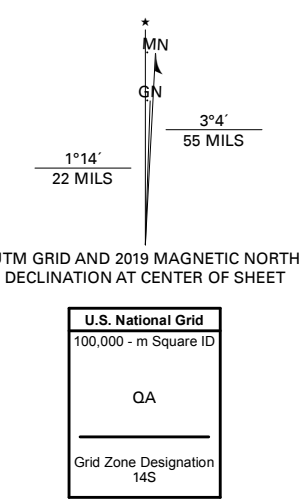 ★
MN
GN
3°4´
55 MILS
1°14´
22 MILS
UTM GRID AND 2019 MAGNETIC NORTH
DECLINATION AT CENTER OF SHEET
U.S. National Grid
100,000 - m Square ID
QA
Grid Zone Designation
14S